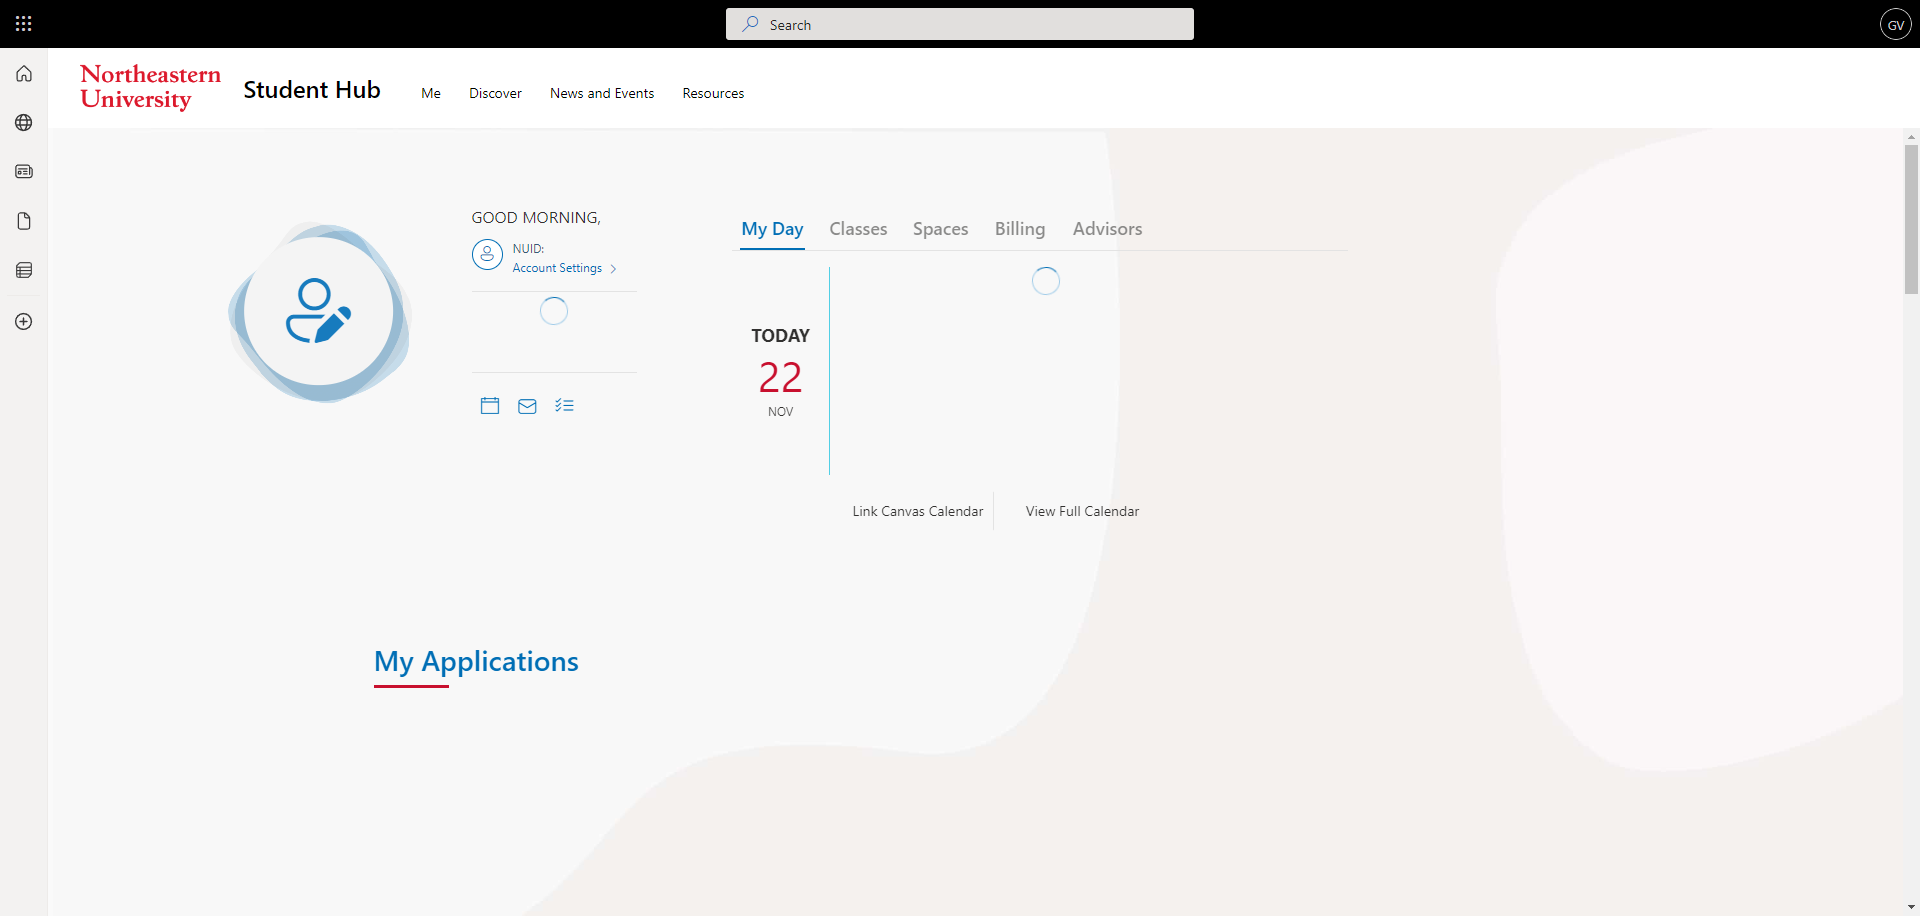 Search
GV
Northeastern
University
Student Hub
Me
Discover
News and Events
Resources
GOOD MORNING,
NUID:
Account Settings
My Day
Classes
Spaces
Billing
Advisors
TODAY
22
NOV
Link Canvas Calendar
View Full Calendar
My Applications